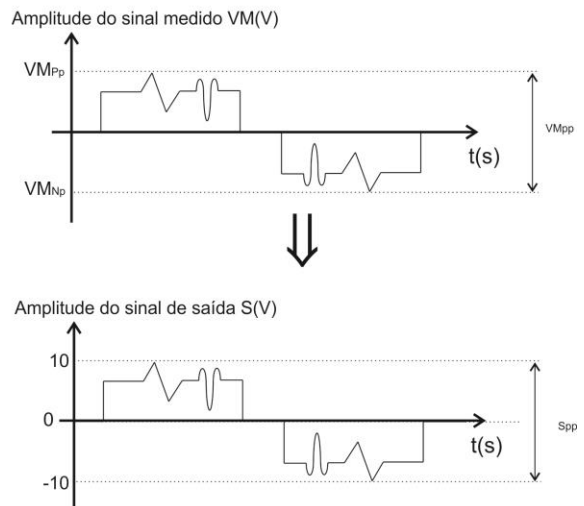 Amplitude do sinal medido VM(V)
VMPp
VMpp
t(s)
VMNp
Amplitude do sinal de saída S(V)
10
0
Spp
t(s)
-10